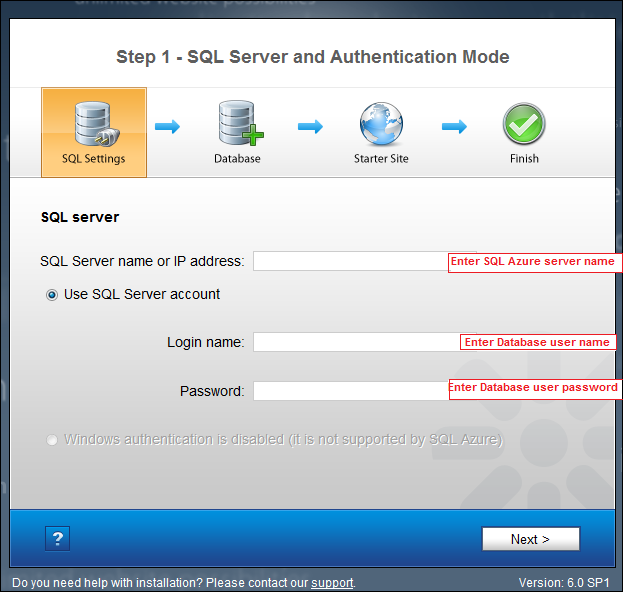 unlimited website possibilities
Step 1 - SQL Server and Authentication Mode
SQL Settings
Database
Starter Site
Finish
SQL server
SQL Server name or IP address:
Enter SQL Azure server name
Use SQL Server account
Login name:
Enter Database user name
Password:
Enter Database user password
Windows authentication is disabled (it is not supported by SQL Azure)
?
Next >
Do you need help with installation? Please contact our support.
Version: 6.0 SP1